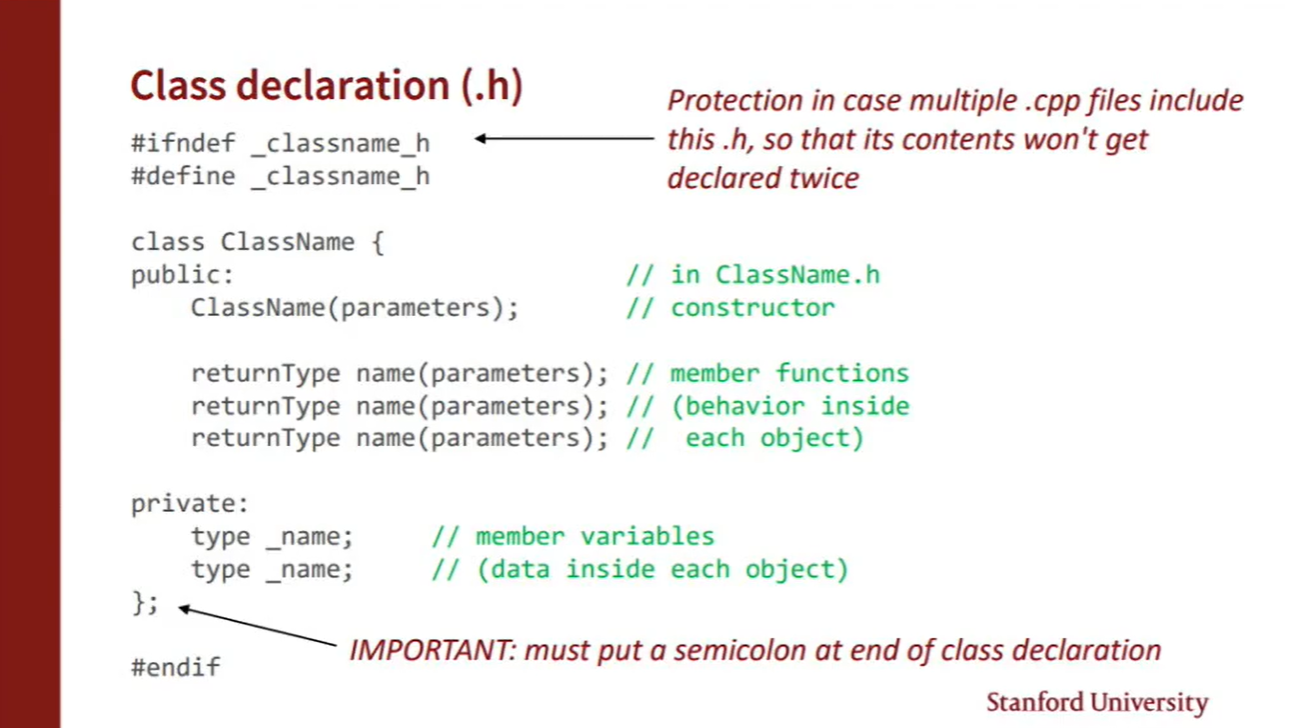 Class declaration (.h)
Protection in case multiple .cpp files include
this .h, so that its contents won't get
declared twice
#ifndef _classname_h
#define _classname_h
class ClassName {
public:                           // in ClassName.h
    ClassName(parameters);        // constructor
    returnType name(parameters); // member functions
    returnType name(parameters); // (behavior inside
    returnType name(parameters); //  each object)
private:
    type _name;     // member variables
    type _name;     // (data inside each object)
};
IMPORTANT: must put a semicolon at end of class declaration
#endif
Stanford University